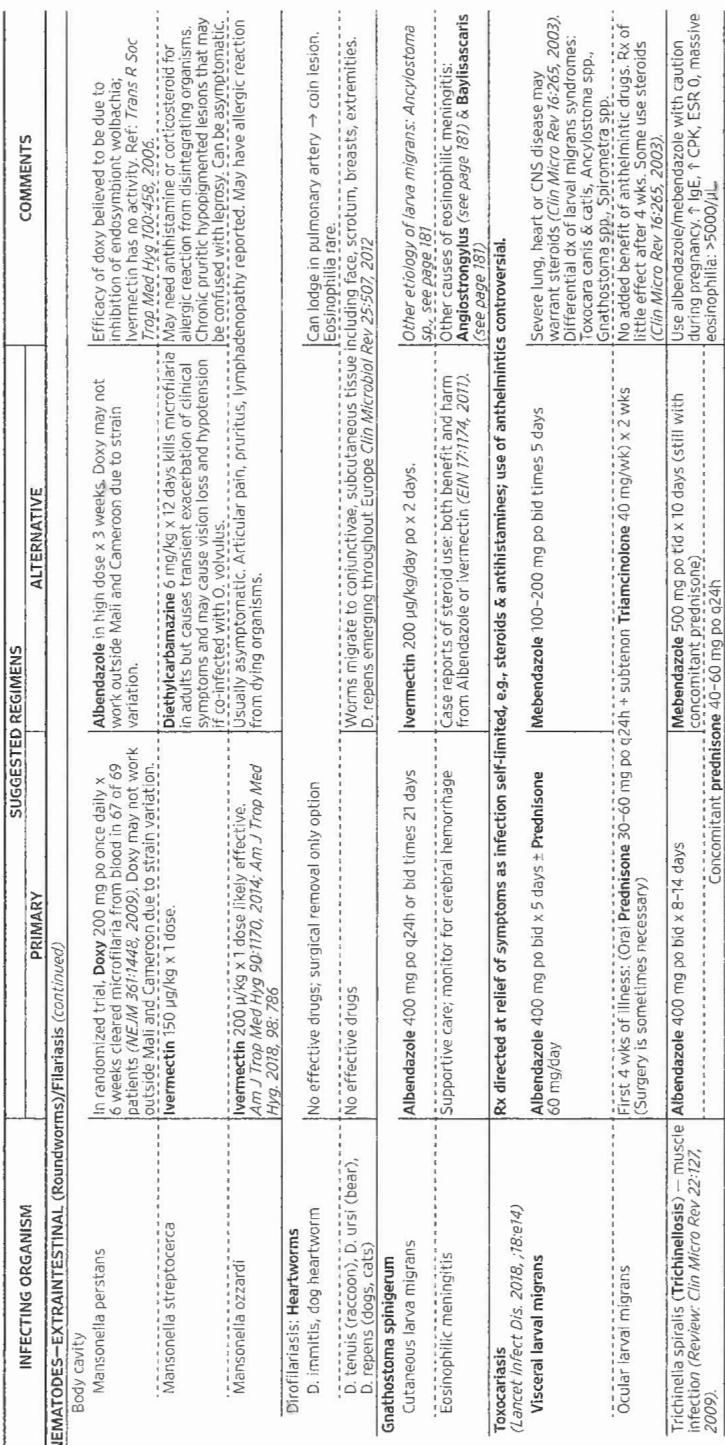 INFECTING ORGANISM
SUGGESTED REGIMENS
PRIMARY
ALTERNATIVE
COMMENTS
NEMATODES—EXTRAINTESTINAL (Roundworms)/Filariasis (continued)
Body cavity
Mansonella perstans
In randomized trial, Doxy 200 mg po once daily x
6 weeks cleared microfilaria from blood in 67 of 69
patients (NEJM 361:1448, 2009). Doxy may not work
outside Mali and Cameroon due to strain variation.
Albendazole in high dose x 3 weeks. Doxy may not
work outside Mali and Cameroon due to strain
variation.
Efficacy of doxy believed to be due to
inhibition of endosymbiont wolbachia;
Ivermectin has no activity. Ref: Trans R Soc
Trop Med Hyg 100:458, 2006.
Mansonella streptocerca
Ivermectin 150 µg/kg x 1 dose.
Diethylcarbamazine 6 mg/kg x 12 days kills microfilaria
in adults but causes transient exacerbation of clinical
symptoms and may cause vision loss and hypotension
if co-infected with O. volvulus.
May need antihistamine or corticosteroid for
allergic reaction from disintegrating organisms.
Chronic pruritic hypopigmented lesions that may
be confused with leprosy. Can be asymptomatic.
Mansonella ozzardi
Ivermectin 200 µ/kg x 1 dose likely effective.
Am J Trop Med Hyg 90:1170, 2014; Am J Trop Med
Hyg. 2018, 98: 786
Usually asymptomatic. Articular pain, pruritus, lymphadenopathy reported. May have allergic reaction
from dying organisms.
Dirofilariasis: Heartworms
D. immitis, dog heartworm
No effective drugs; surgical removal only option
Can lodge in pulmonary artery → coin lesion.
Eosinophilia rare.
D. tenuis (raccoon), D. ursi (bear),
D. repens (dogs, cats)
No effective drugs
Worms migrate to conjunctivae, subcutaneous tissue including face, scrotum, breasts, extremities.
D. repens emerging throughout Europe Clin Microbiol Rev 25:507, 2012
Gnathostoma spinigerum
Cutaneous larva migrans
Albendazole 400 mg po q24h or bid times 21 days
Ivermectin 200 µg/kg/day po x 2 days.
Other etiology of larva migrans: Ancylostoma
sp., see page 181
Eosinophilic meningitis
Supportive care; monitor for cerebral hemorrhage
Case reports of steroid use: both benefit and harm
from Albendazole or ivermectin (EIN 17:1174, 2011).
Other causes of eosinophilic meningitis:
Angiostrongylus (see page 181) & Baylisascaris
(see page 181)
Toxocariasis
(Lancet Infect Dis. 2018, ;18:e14)
Rx directed at relief of symptoms as infection self-limited, e.g., steroids & antihistamines; use of anthelmintics controversial.
Visceral larval migrans
Albendazole 400 mg po bid x 5 days ± Prednisone
60 mg/day
Mebendazole 100–200 mg po bid times 5 days
Severe lung, heart or CNS disease may
warrant steroids (Clin Micro Rev 16:265, 2003).
Differential dx of larval migrans syndromes:
Toxocara canis & catis, Ancylostoma spp.,
Gnathostoma spp., Spirometra spp.
Ocular larval migrans
First 4 wks of illness: (Oral Prednisone 30–60 mg po q24h + subtenon Triamcinolone 40 mg/wk) x 2 wks
(Surgery is sometimes necessary)
No added benefit of anthelmintic drugs. Rx of
little effect after 4 wks. Some use steroids
(Clin Micro Rev 16:265, 2003).
Trichinella spiralis (Trichinellosis) — muscle
infection (Review: Clin Micro Rev 22:127,
2009).
Albendazole 400 mg po bid x 8–14 days
Mebendazole 500 mg po tid x 10 days (still with
concomitant prednisone)
Concomitant prednisone 40–60 mg po q24h
Use albendazole/mebendazole with caution
during pregnancy. ↑ IgE, ↑ CPK, ESR 0, massive
eosinophilia: >5000/µL